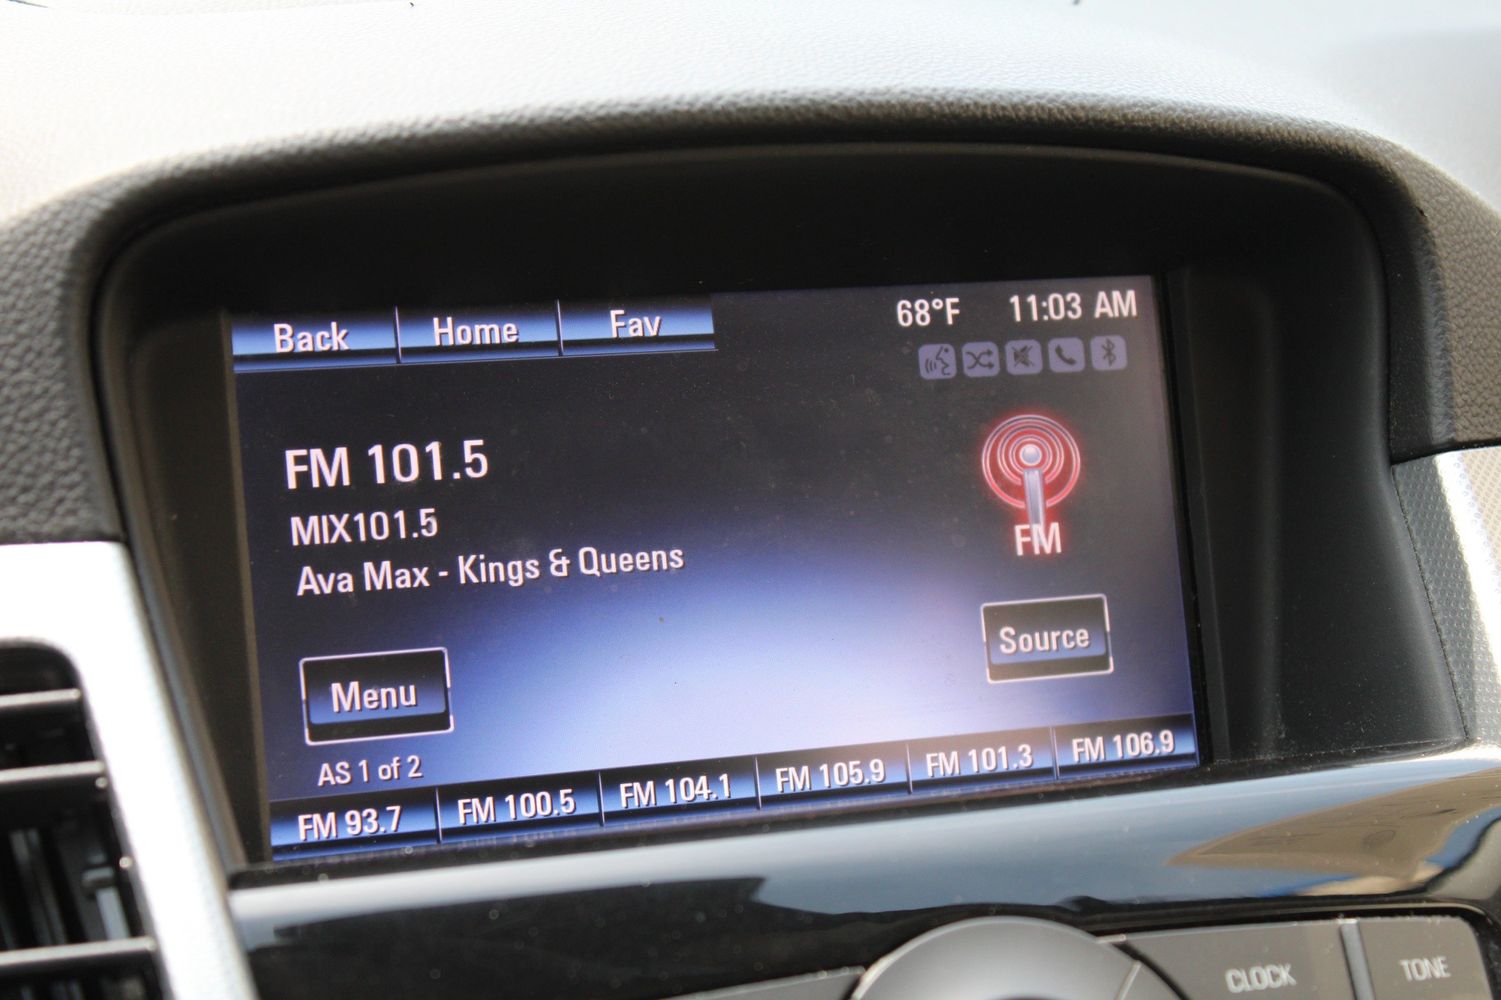 Back Home Fav 68°F 11:03 AM
FM 101.5
MIX101.5
Ava Max - Kings & Queens
FM
Source
Menu
AS 1 of 2
FM 93.7 FM 100.5 FM 104.1 FM 105.9 FM 101.3 FM 106.9
CLOCK TONE